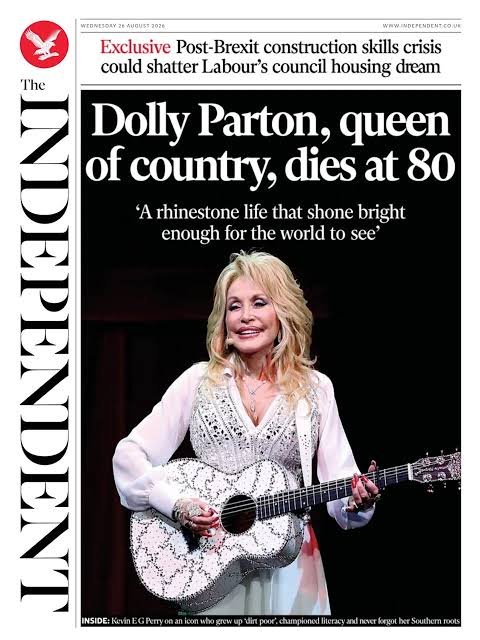 WEDNESDAY 26 AUGUST 2026
WWW.INDEPENDENT.CO.UK
Exclusive Post-Brexit construction skills crisis
could shatter Labour's council housing dream
The
INDEPENDENT
Dolly Parton, queen
of country, dies at 80
‘A rhinestone life that shone bright
enough for the world to see’
INSIDE: Kevin E G Perry on an icon who grew up ‘dirt poor’, championed literacy and never forgot her Southern roots